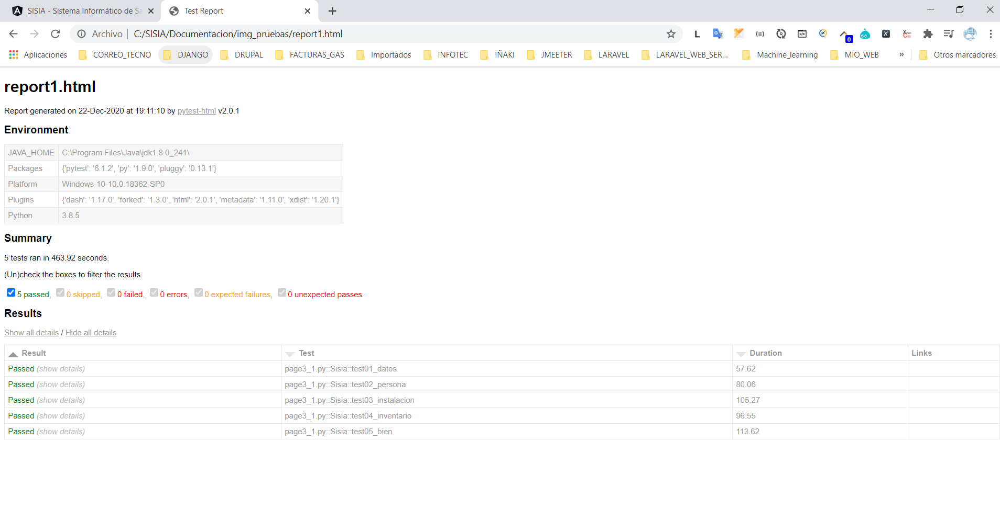 SISIA - Sistema Informático de Sa
Test Report
Archivo | C:/SISIA/Documentacion/img_pruebas/report1.html
L
0
Aplicaciones CORREO_TECNO DJANGO DRUPAL FACTURAS_GAS Importados INFOTEC IÑAKI JMEETER LARAVEL LARAVEL_WEB_SER... Machine_learning MIO_WEB » Otros marcadores
report1.html
Report generated on 22-Dec-2020 at 19:11:10 by pytest-html v2.0.1
Environment
JAVA_HOME C:\Program Files\Java\jdk1.8.0_241\
Packages {'pytest': '6.1.2', 'py': '1.9.0', 'pluggy': '0.13.1'}
Platform Windows-10-10.0.18362-SP0
Plugins {'dash': '1.17.0', 'forked': '1.3.0', 'html': '2.0.1', 'metadata': '1.11.0', 'xdist': '1.20.1'}
Python 3.8.5
Summary
5 tests ran in 463.92 seconds.
(Un)check the boxes to filter the results.
5 passed, 0 skipped, 0 failed, 0 errors, 0 expected failures, 0 unexpected passes
Results
Show all details / Hide all details
Result Test Duration Links
Passed (show details) page3_1.py::Sisia::test01_datos 57.62
Passed (show details) page3_1.py::Sisia::test02_persona 80.06
Passed (show details) page3_1.py::Sisia::test03_instalacion 105.27
Passed (show details) page3_1.py::Sisia::test04_inventario 96.55
Passed (show details) page3_1.py::Sisia::test05_bien 113.62